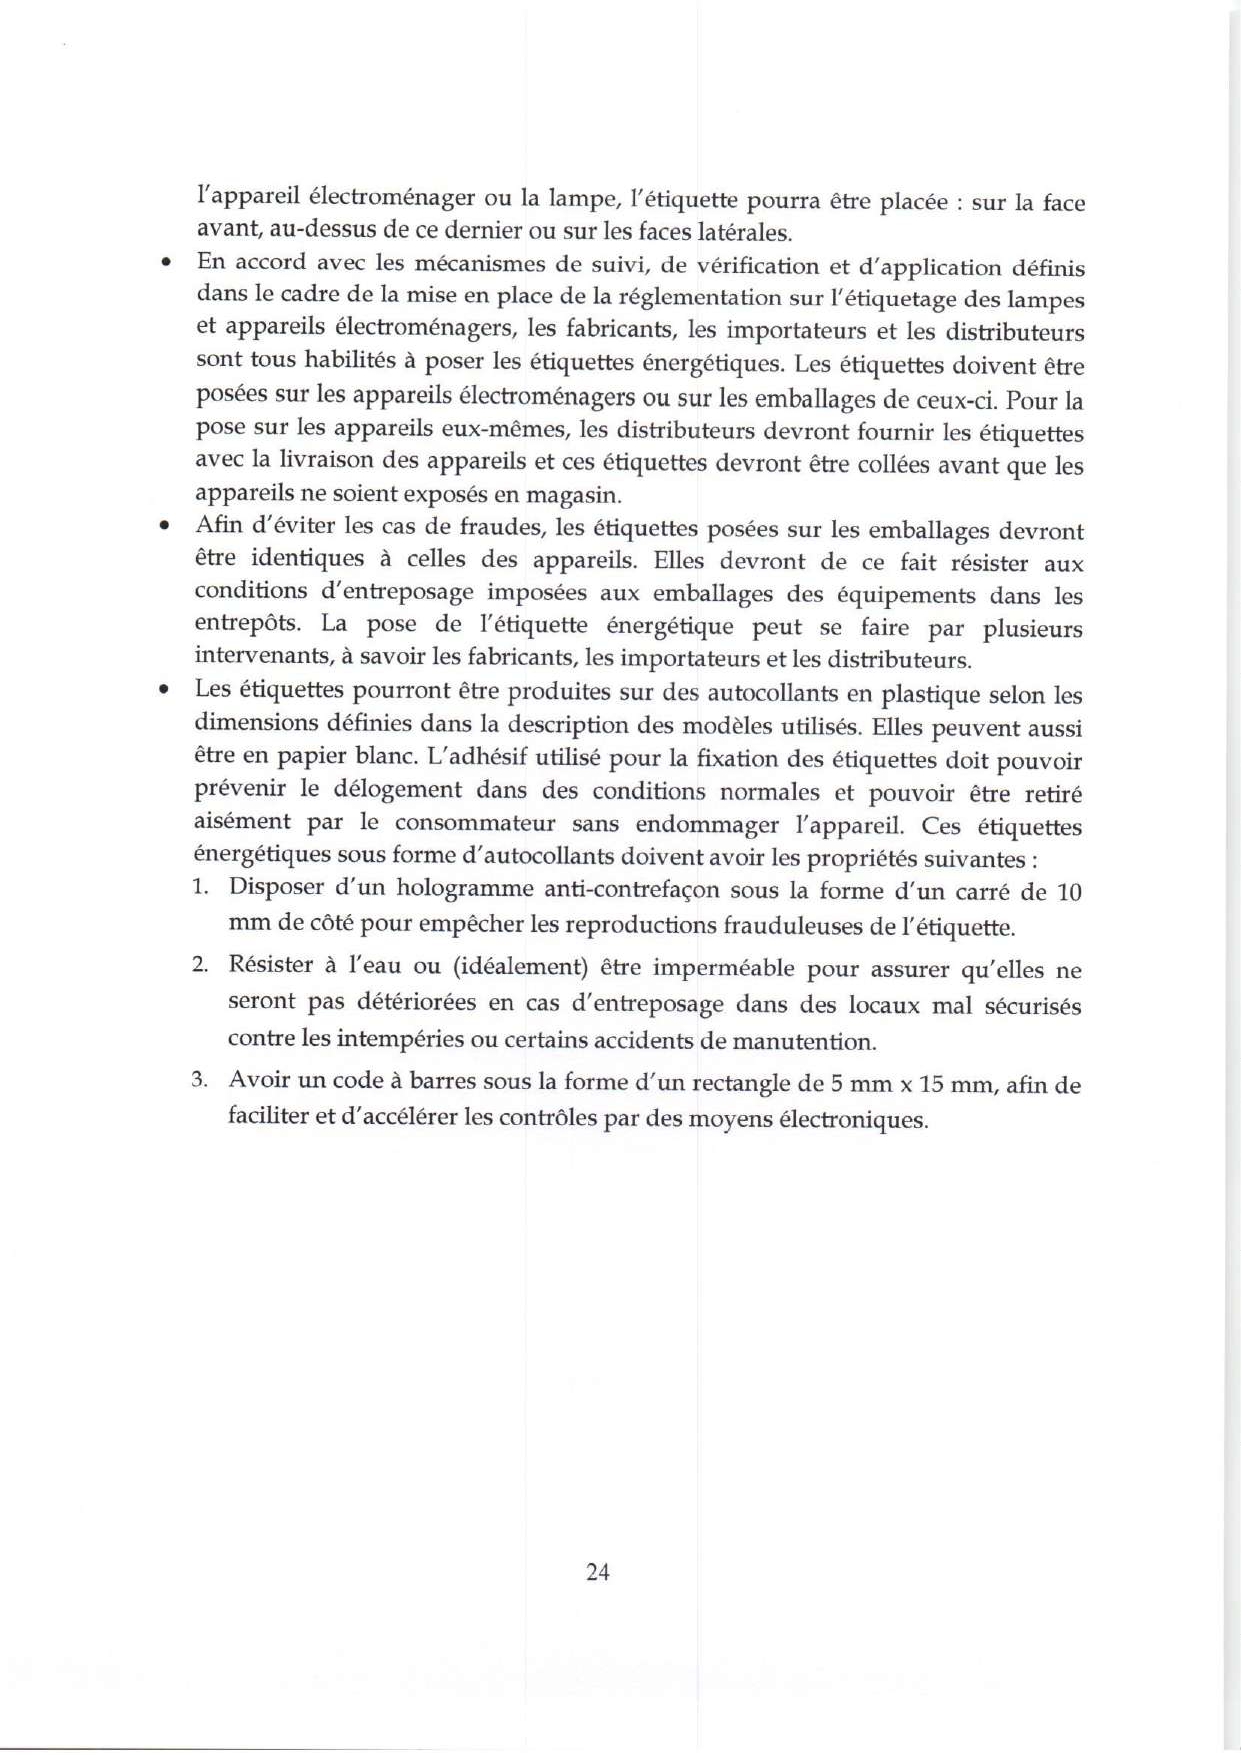 l'appareil électroménager ou la lampe, l'étiquette pourra être placée : sur la face
avant, au-dessus de ce dernier ou sur les faces latérales.
• En accord avec les mécanismes de suivi, de vérification et d'application définis
dans le cadre de la mise en place de la réglementation sur l'étiquetage des lampes
et appareils électroménagers, les fabricants, les importateurs et les distributeurs
sont tous habilités à poser les étiquettes énergétiques. Les étiquettes doivent être
posées sur les appareils électroménagers ou sur les emballages de ceux-ci. Pour la
pose sur les appareils eux-mêmes, les distributeurs devront fournir les étiquettes
avec la livraison des appareils et ces étiquettes devront être collées avant que les
appareils ne soient exposés en magasin.
• Afin d'éviter les cas de fraudes, les étiquettes posées sur les emballages devront
être identiques à celles des appareils. Elles devront de ce fait résister aux
conditions d'entreposage imposées aux emballages des équipements dans les
entrepôts. La pose de l'étiquette énergétique peut se faire par plusieurs
intervenants, à savoir les fabricants, les importateurs et les distributeurs.
• Les étiquettes pourront être produites sur des autocollants en plastique selon les
dimensions définies dans la description des modèles utilisés. Elles peuvent aussi
être en papier blanc. L'adhésif utilisé pour la fixation des étiquettes doit pouvoir
prévenir le délogement dans des conditions normales et pouvoir être retiré
aisément par le consommateur sans endommager l'appareil. Ces étiquettes
énergétiques sous forme d'autocollants doivent avoir les propriétés suivantes :
1. Disposer d'un hologramme anti-contrefaçon sous la forme d'un carré de 10
mm de côté pour empêcher les reproductions frauduleuses de l'étiquette.
2. Résister à l'eau ou (idéalement) être imperméable pour assurer qu'elles ne
seront pas détériorées en cas d'entreposage dans des locaux mal sécurisés
contre les intempéries ou certains accidents de manutention.
3. Avoir un code à barres sous la forme d'un rectangle de 5 mm x 15 mm, afin de
faciliter et d'accélérer les contrôles par des moyens électroniques.
24